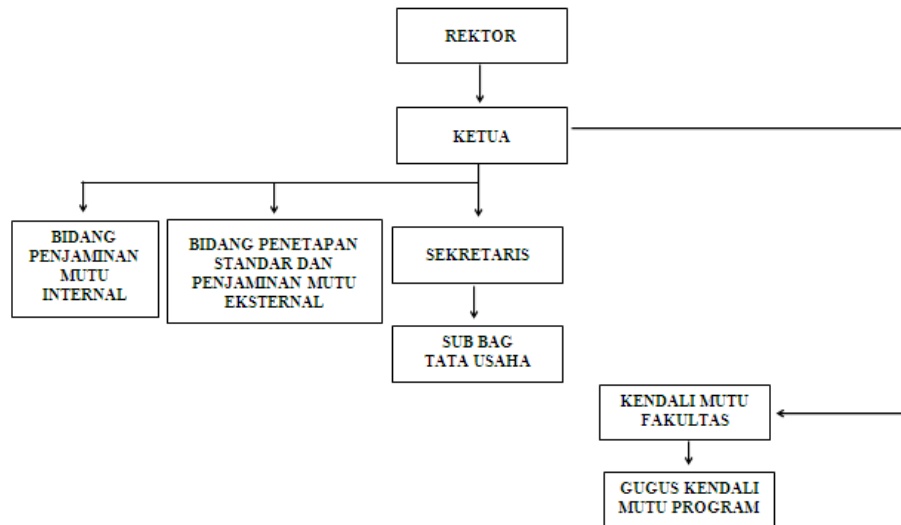 REKTOR
KETUA
BIDANG
PENJAMINAN
MUTU
INTERNAL
BIDANG PENETAPAN
STANDAR DAN
PENJAMINAN MUTU
EKSTERNAL
SEKRETARIS
SUB BAG
TATA USAHA
KENDALI MUTU
FAKULTAS
GUGUS KENDALI
MUTU PROGRAM